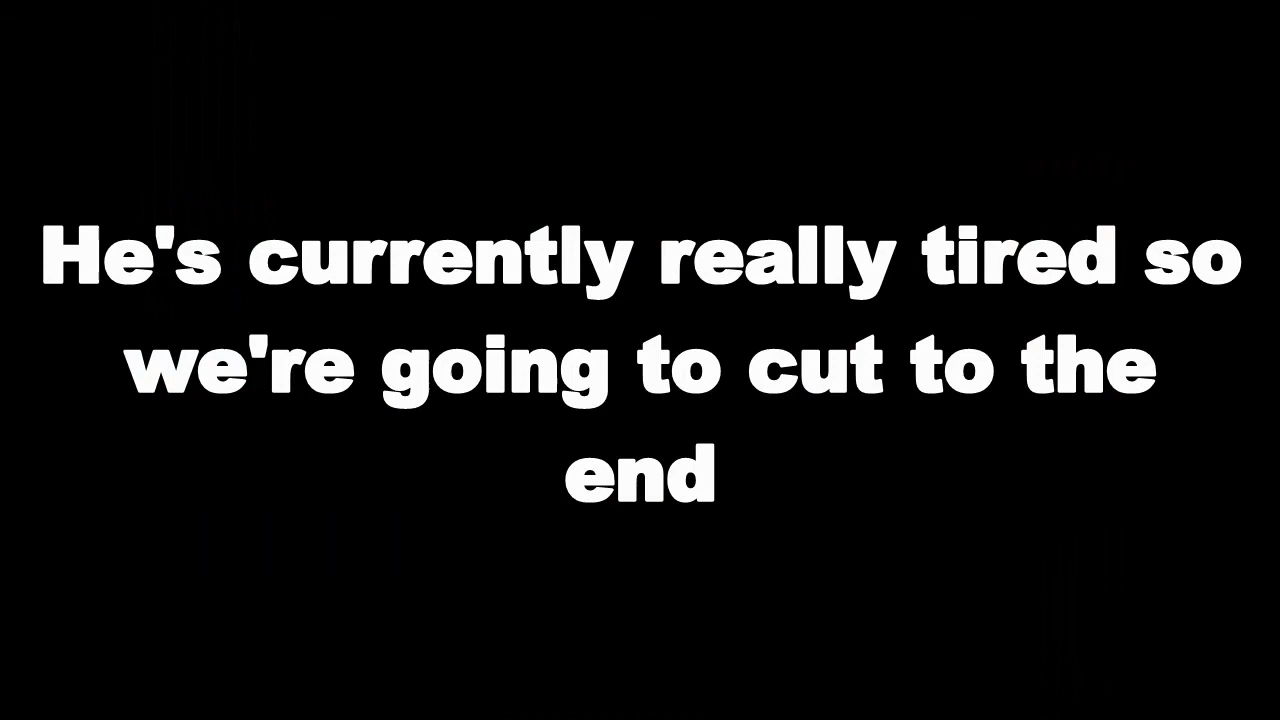 He's currently really tired so
we're going to cut to the
end